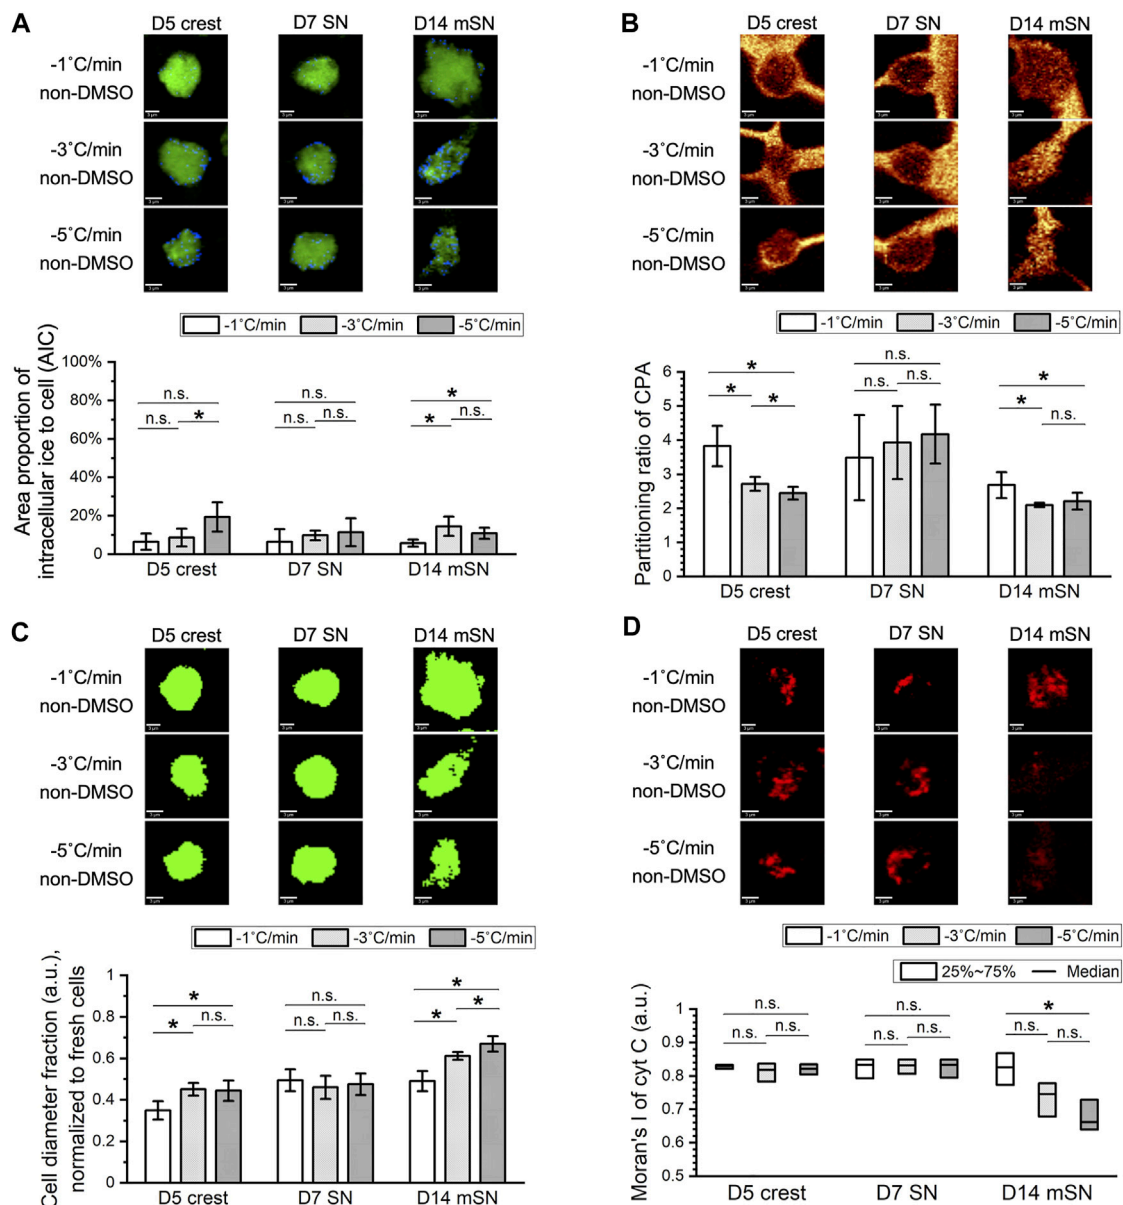 A
D5 crest D7 SN D14 mSN
-1˚C/min
non-DMSO
-3˚C/min
non-DMSO
-5˚C/min
non-DMSO
-1˚C/min -3˚C/min -5˚C/min
Area proportion of
intracellular ice to cell (AIC)
100%
80%
60%
40%
20%
0
n.s.
n.s. *
n.s.
n.s. n.s.
*
* n.s.
D5 crest D7 SN D14 mSN
B
D5 crest D7 SN D14 mSN
-1˚C/min
non-DMSO
-3˚C/min
non-DMSO
-5˚C/min
non-DMSO
-1˚C/min -3˚C/min -5˚C/min
Partitioning ratio of CPA
6
5
4
3
2
1
0
*
* *
n.s.
n.s. n.s.
*
* n.s.
D5 crest D7 SN D14 mSN
C
D5 crest D7 SN D14 mSN
-1˚C/min
non-DMSO
-3˚C/min
non-DMSO
-5˚C/min
non-DMSO
-1˚C/min -3˚C/min -5˚C/min
Cell diameter fraction (a.u.),
normalized to fresh cells
1
0.8
0.6
0.4
0.2
0
*
* n.s.
n.s.
n.s. n.s.
*
* *
D5 crest D7 SN D14 mSN
D
D5 crest D7 SN D14 mSN
-1˚C/min
non-DMSO
-3˚C/min
non-DMSO
-5˚C/min
non-DMSO
-1˚C/min -3˚C/min -5˚C/min
25%~75% Median
Moran's I of cyt C (a.u.)
1
0.9
0.8
0.7
0.6
0.5
n.s.
n.s. n.s.
n.s.
n.s. n.s.
*
n.s. n.s.
D5 crest D7 SN D14 mSN